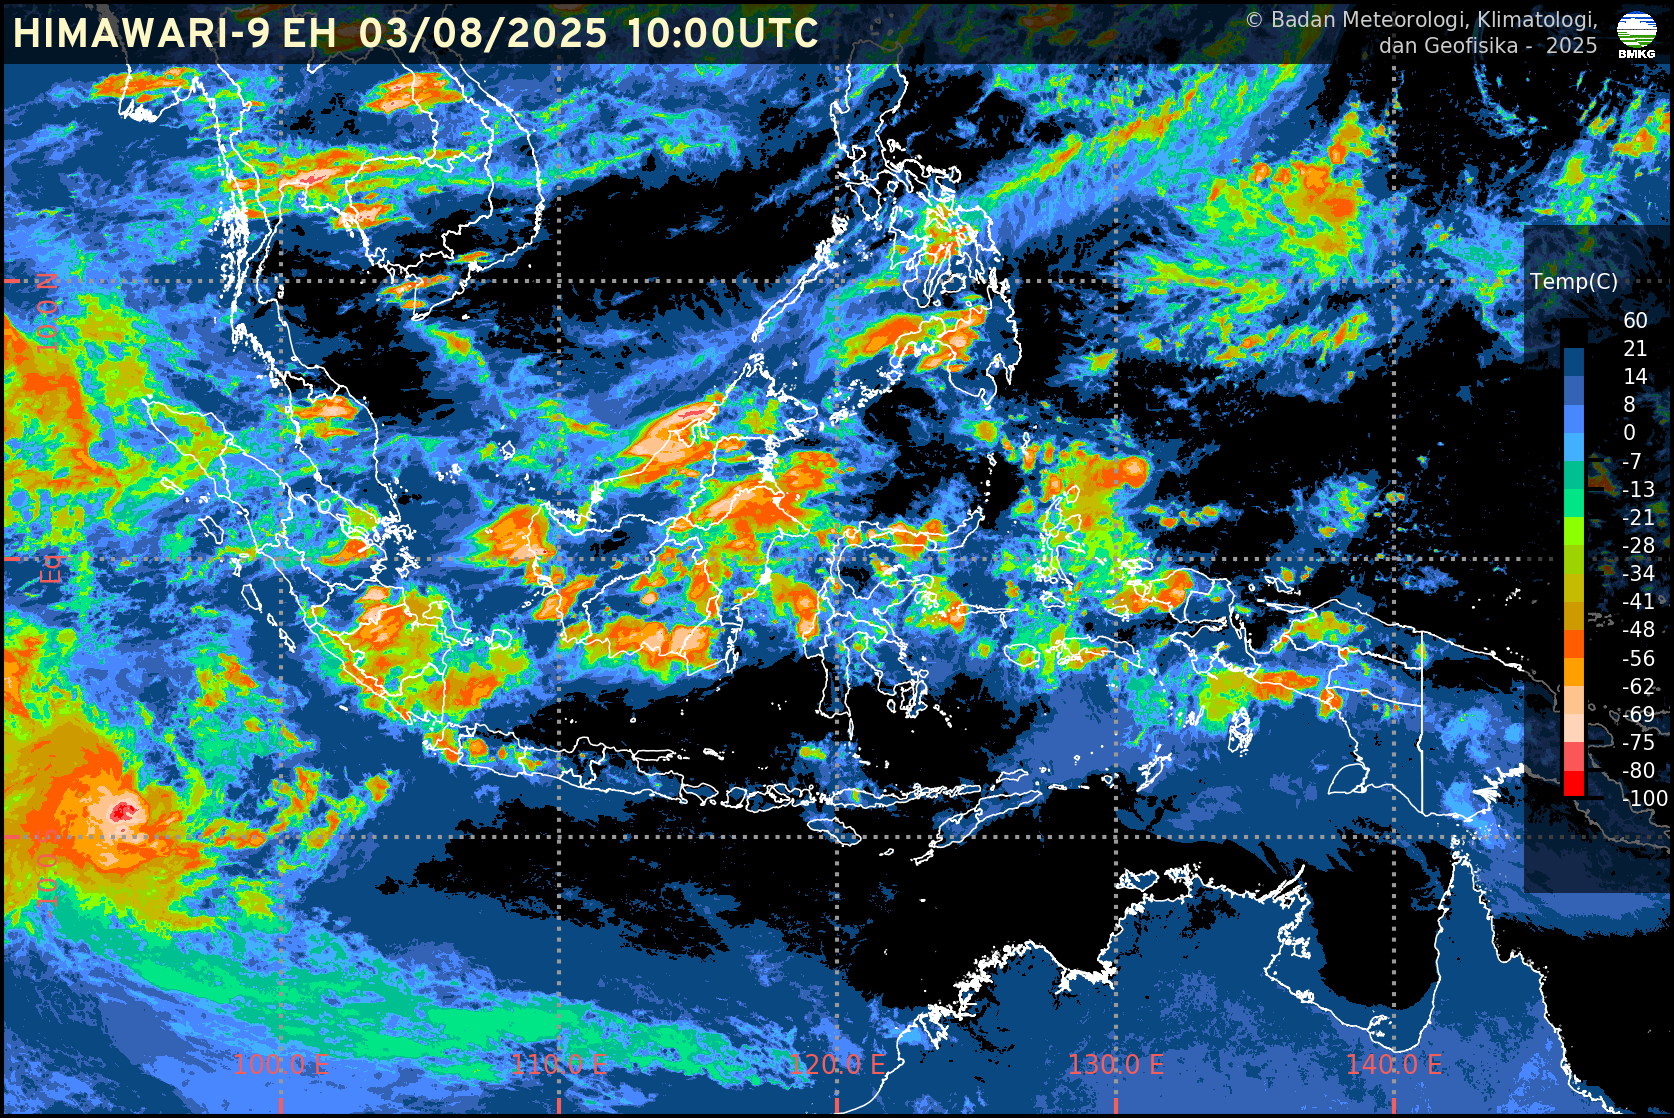 HIMAWARI-9 EH 03/08/2025 10:00UTC
© Badan Meteorologi, Klimatologi,
dan Geofisika - 2025
BMKG
Temp(C)
60
21
14
8
0
-7
-13
-21
-28
-34
-41
-48
-56
-62
-69
-75
-80
-100
10.0 N
Eq
-10.0 S
100.0 E
110.0 E
120.0 E
130.0 E
140.0 E